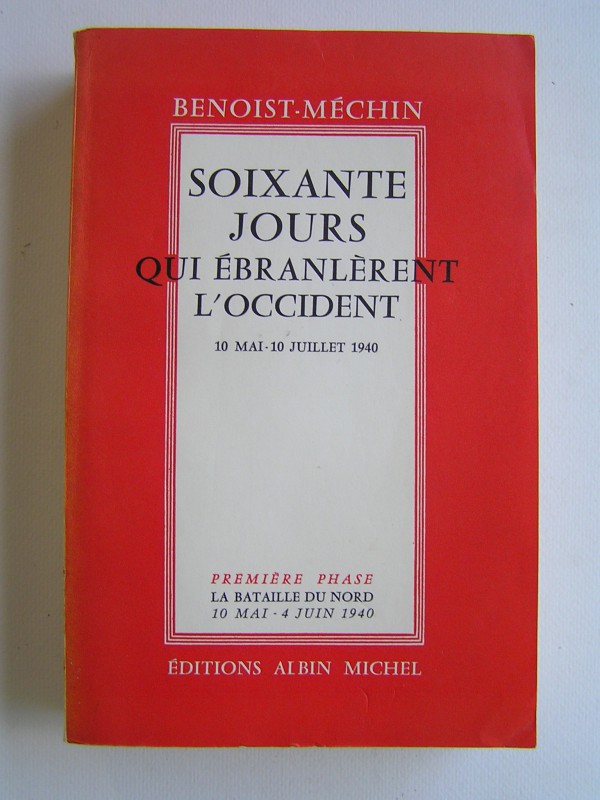 BENOIST-MÉCHIN
SOIXANTE
JOURS
QUI ÉBRANLÈRENT
L'OCCIDENT
10 MAI-10 JUILLET 1940
PREMIÈRE PHASE
LA BATAILLE DU NORD
10 MAI - 4 JUIN 1940
ÉDITIONS ALBIN MICHEL